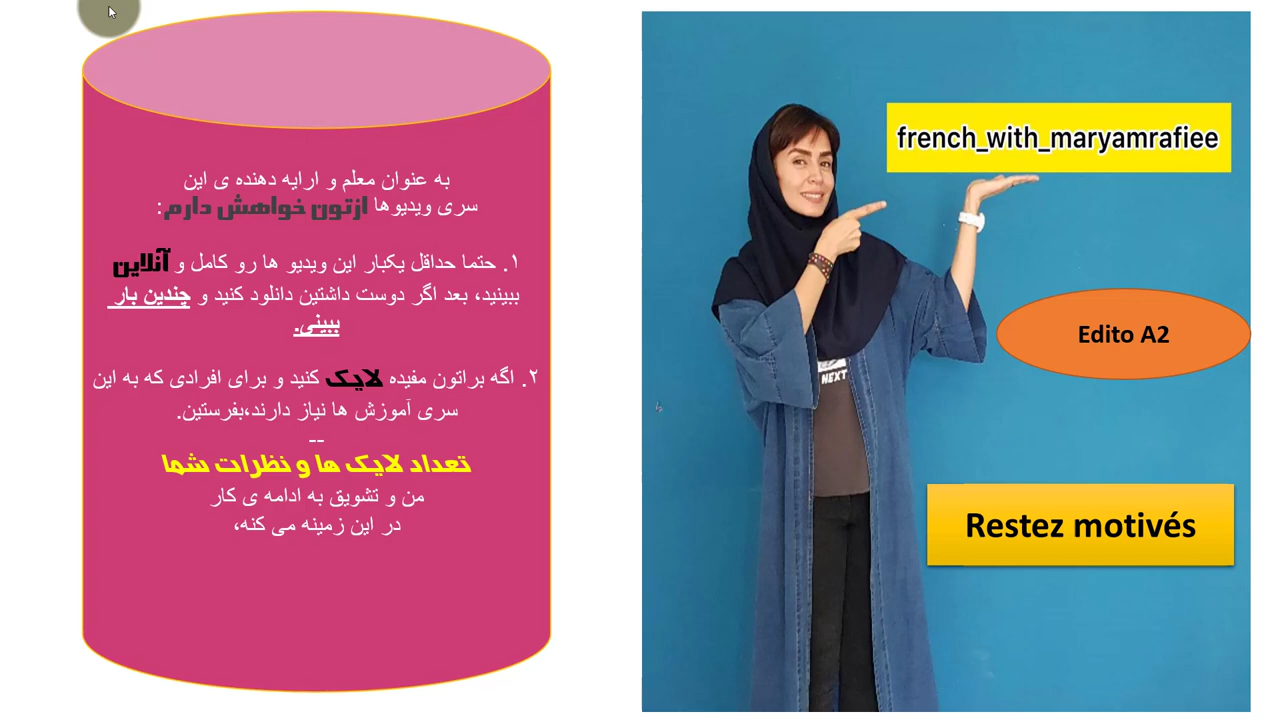 به عنوان معلم و ارایه دهنده ی این
سری ویدیوها ازتون خواهش دارم:
۱. حتما حداقل یکبار این ویدیو ها رو کامل و آنلاین
ببینید، بعد اگر دوست داشتین دانلود کنید و چندین بار
ببینی.
۲. اگه براتون مفیده لایک کنید و برای افرادی که به این
سری آموزش ها نیاز دارند،بفرستین.
--
تعداد لایک ها و نظرات شما
من و تشویق به ادامه ی کار
در این زمینه می کنه،
french_with_maryamrafiee
Edito A2
NEXT
Restez motivés